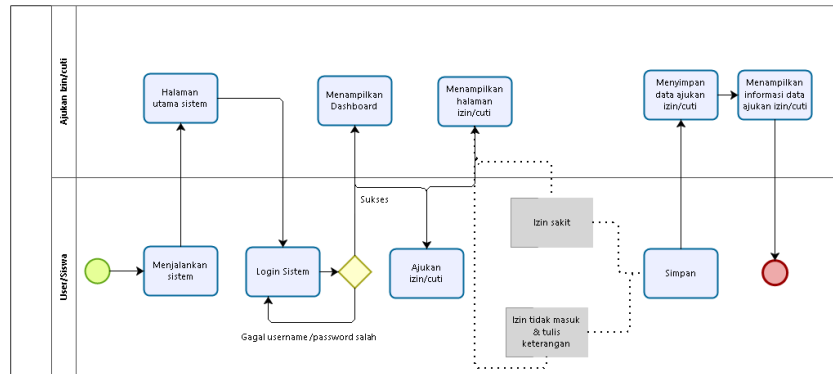 Ajukan Izin/cuti
Halaman
utama sistem
Menampilkan
Dashboard
Menampilkan
halaman
izin/cuti
Menyimpan
data ajukan
izin/cuti
Menampilkan
informasi data
ajukan izin/cuti
User/Siswa
Menjalankan
sistem
Login Sistem
Sukses
Gagal username/password salah
Ajukan
izin/cuti
Izin sakit
Izin tidak masuk
& tulis
keterangan
Simpan